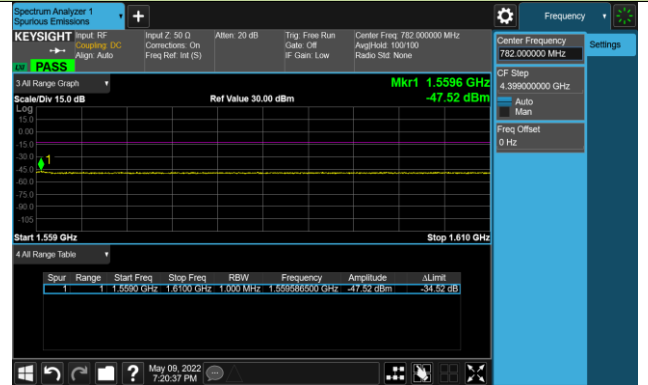 Spectrum Analyzer 1
Spurious Emissions
Frequency
KEYSIGHT Input: RF Input Z: 50 Ω Atten: 20 dB Trig: Free Run Center Freq: 782.000000 MHz
Coupling: DC Corrections: On Gate: Off Avg|Hold: 100/100
Align: Auto Freq Ref: Int (S) IF Gain: Low Radio Std: None
PASS
Center Frequency
782.000000 MHz
Settings
CF Step
4.399000000 GHz
Auto
Man
Freq Offset
0 Hz
3 All Range Graph
Mkr1 1.5596 GHz
Scale/Div 15.0 dB Ref Value 30.00 dBm -47.52 dBm
Log
15.0
0.00
-15.0
-30.0
1
-45.0
-60.0
-75.0
-90.0
-105
Start 1.559 GHz Stop 1.610 GHz
4 All Range Table
Spur Range Start Freq Stop Freq RBW Frequency Amplitude ΔLimit
1 1 1.5590 GHz 1.6100 GHz 1.000 MHz 1.559586500 GHz -47.52 dBm -34.52 dB
? May 09, 2022
7:20:37 PM